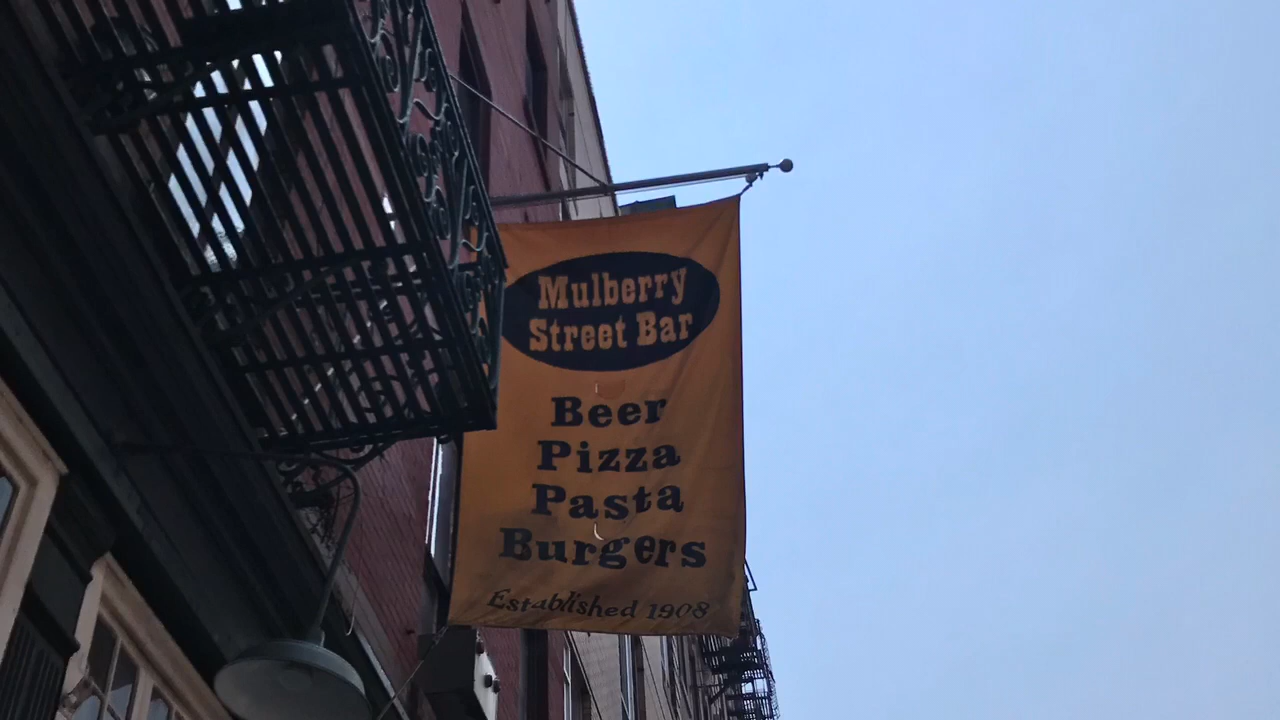 Mulberry
Street Bar
Beer
Pizza
Pasta
Burgers
Established 1908